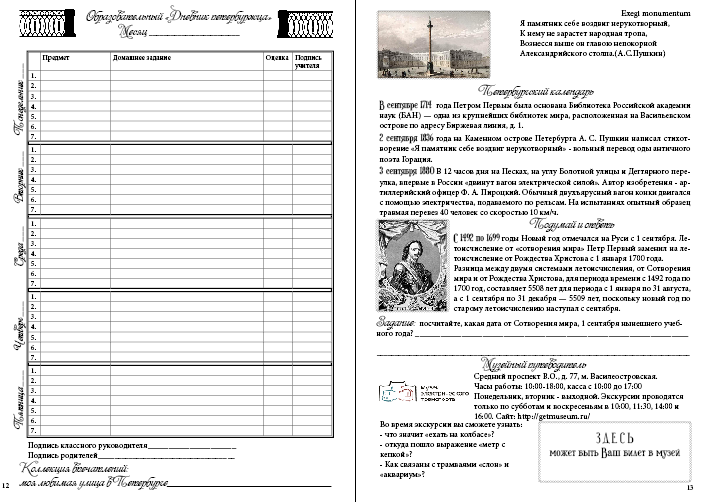 Образовательный «Дневник петербуржца»
Месяц
Предмет
Домашнее задание
Оценка
Подпись учителя
Понедельник
1.
2.
3.
4.
5.
6.
7.
Вторник
1.
2.
3.
4.
5.
6.
7.
Среда
1.
2.
3.
4.
5.
6.
7.
Четверг
1.
2.
3.
4.
5.
6.
7.
Пятница
1.
2.
3.
4.
5.
6.
7.
Подпись классного руководителя
Подпись родителей
Коллекция впечатлений:
моя любимая улица в Петербурге
12
Exegi monumentum
Я памятник себе воздвиг нерукотворный,
К нему не зарастет народная тропа,
Вознесся выше он главою непокорной
Александрийского столпа.(А.С.Пушкин)
Петербургский календарь
В сентябре 1714 года Петром Первым была основана Библиотека Российской академии
наук (БАН) — одна из крупнейших библиотек мира, расположенная на Васильевском
острове по адресу Биржевая линия, д. 1.
2 сентября 1836 года на Каменном острове Петербурга А. С. Пушкин написал стихот-
ворение «Я памятник себе воздвиг нерукотворный» - вольный перевод оды античного
поэта Горация.
3 сентября 1880 В 12 часов дня на Песках, на углу Болотной улицы и Дегтярного пере-
улка, впервые в России «двинут вагон электрической силой». Автор изобретения - ар-
тиллерийский офицер Ф. А. Пироцкий. Обычный двухъярусный вагон конки двигался
с помощью электричества, подаваемого по рельсам. На испытаниях опытный образец
трамвая перевез 40 человек со скоростью 10 км/ч.
Подумай и ответь
С 1492 по 1699 годы Новый год отмечался на Руси с 1 сентября. Ле-
тоисчисление от «сотворения мира» Петр Первый заменил на ле-
тоисчисление от Рождества Христова с 1 января 1700 года.
Разница между двумя системами летоисчисления, от Сотворения
мира и от Рождества Христова, для периода времени с 1492 года по
1700 год, составляет 5508 лет для периода с 1 января по 31 августа,
а с 1 сентября по 31 декабря — 5509 лет, поскольку новый год по
старому летоисчислению наступал с сентября.
Задание: посчитайте, какая дата от Сотворения мира, 1 сентября нынешнего учеб-
ного года?
Музейный путеводитель
музей
электрического
транспорта
Средний проспект В.О., д. 77, м. Василеостровская.
Часы работы: 10:00-18:00, касса с 10:00 до 17:00
Понедельник, вторник - выходной. Экскурсии проводятся
только по субботам и воскресеньям в 10:00, 11:30, 14:00 и
16:00. Сайт: http://getmuseum.ru/
Во время экскурсии вы сможете узнать:
- что значит «ехать на колбасе»?
- откуда пошло выражение «метр с
кепкой»?
- Как связаны с трамваями «слон» и
«аквариум»?
ЗДЕСЬ
может быть Ваш билет в музей
13